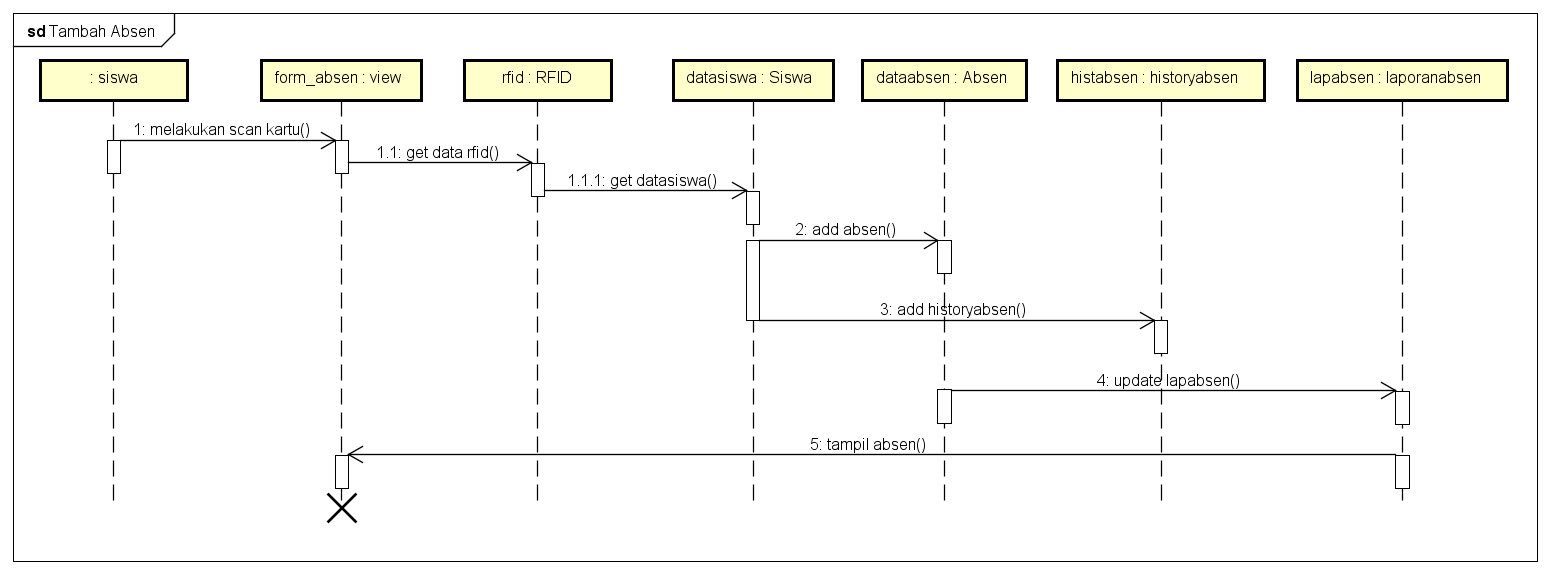 sd Tambah Absen
: siswa
form_absen : view
rfid : RFID
datasiswa : Siswa
dataabsen : Absen
histabsen : historyabsen
lapabsen : laporanabsen
1: melakukan scan kartu()
1.1: get data rfid()
1.1.1: get datasiswa()
2: add absen()
3: add historyabsen()
4: update lapabsen()
5: tampil absen()